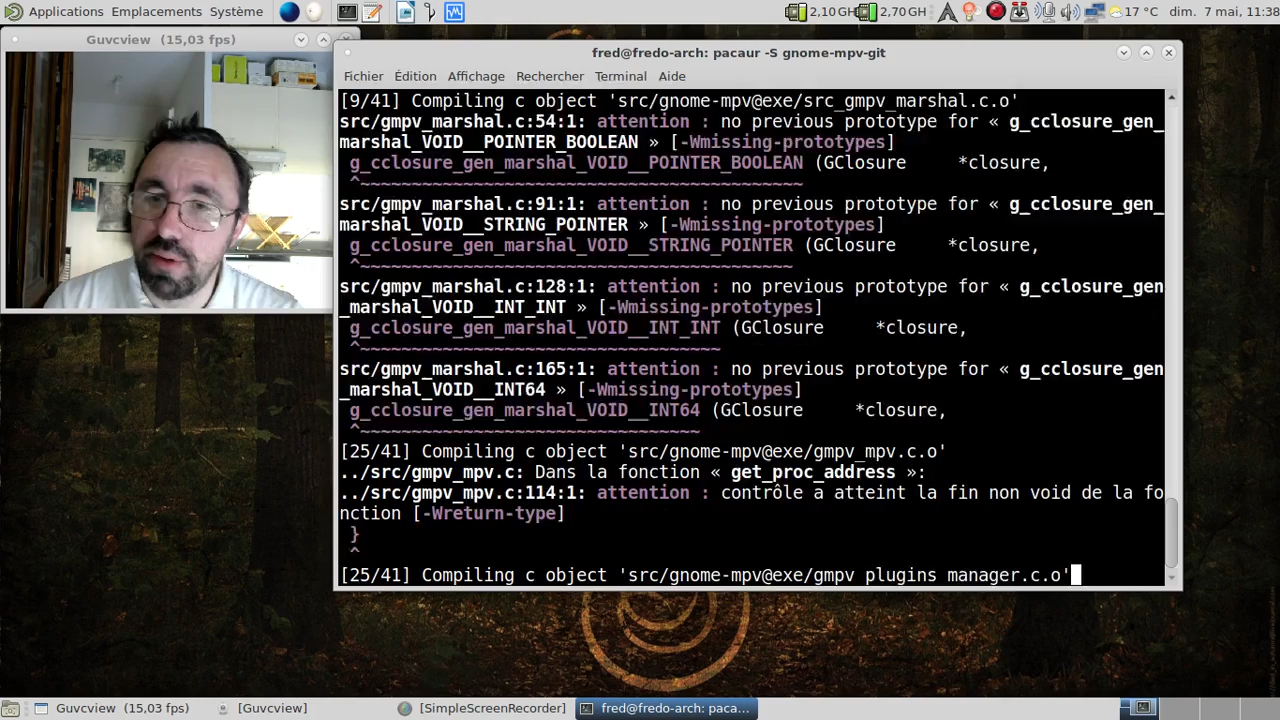 Applications Emplacements Système
2,10 GH 2,70 GH 17 °C dim. 7 mai, 11:38
Guvcview (15,03 fps)
fred@fredo-arch: pacaur -S gnome-mpv-git
Fichier Édition Affichage Rechercher Terminal Aide
[9/41] Compiling c object 'src/gnome-mpv@exe/src_gmpv_marshal.c.o'
src/gmpv_marshal.c:54:1: attention : no previous prototype for « g_cclosure_gen_
marshal_VOID__POINTER_BOOLEAN » [-Wmissing-prototypes]
g_cclosure_gen_marshal_VOID__POINTER_BOOLEAN (GClosure *closure,
^~~~~~~~~~~~~~~~~~~~~~~~~~~~~~~~~~~~~~~~~~~~
src/gmpv_marshal.c:91:1: attention : no previous prototype for « g_cclosure_gen_
marshal_VOID__STRING_POINTER » [-Wmissing-prototypes]
g_cclosure_gen_marshal_VOID__STRING_POINTER (GClosure *closure,
^~~~~~~~~~~~~~~~~~~~~~~~~~~~~~~~~~~~~~~~~~~
src/gmpv_marshal.c:128:1: attention : no previous prototype for « g_cclosure_gen
_marshal_VOID__INT_INT » [-Wmissing-prototypes]
g_cclosure_gen_marshal_VOID__INT_INT (GClosure *closure,
^~~~~~~~~~~~~~~~~~~~~~~~~~~~~~~~~~~~
src/gmpv_marshal.c:165:1: attention : no previous prototype for « g_cclosure_gen
_marshal_VOID__INT64 » [-Wmissing-prototypes]
g_cclosure_gen_marshal_VOID__INT64 (GClosure *closure,
^~~~~~~~~~~~~~~~~~~~~~~~~~~~~~~~~~
[25/41] Compiling c object 'src/gnome-mpv@exe/gmpv_mpv.c.o'
../src/gmpv_mpv.c: Dans la fonction « get_proc_address »:
../src/gmpv_mpv.c:114:1: attention : contrôle a atteint la fin non void de la fo
nction [-Wreturn-type]
}
^
[25/41] Compiling c object 'src/gnome-mpv@exe/gmpv plugins manager.c.o'
Guvcview (15,03 fps) [Guvcview] [SimpleScreenRecorder] fred@fredo-arch: paca...